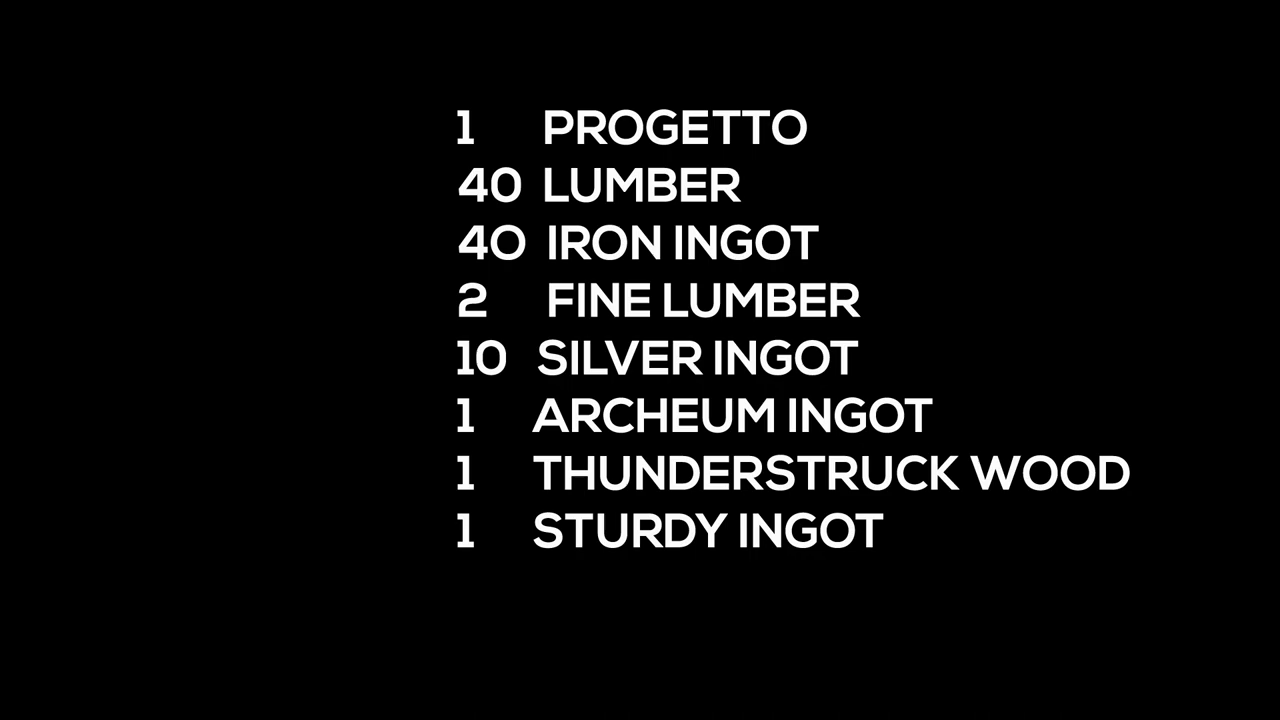 1 PROGETTO
40 LUMBER
4O IRON INGOT
2 FINE LUMBER
10 SILVER INGOT
1 ARCHEUM INGOT
1 THUNDERSTRUCK WOOD
1 STURDY INGOT